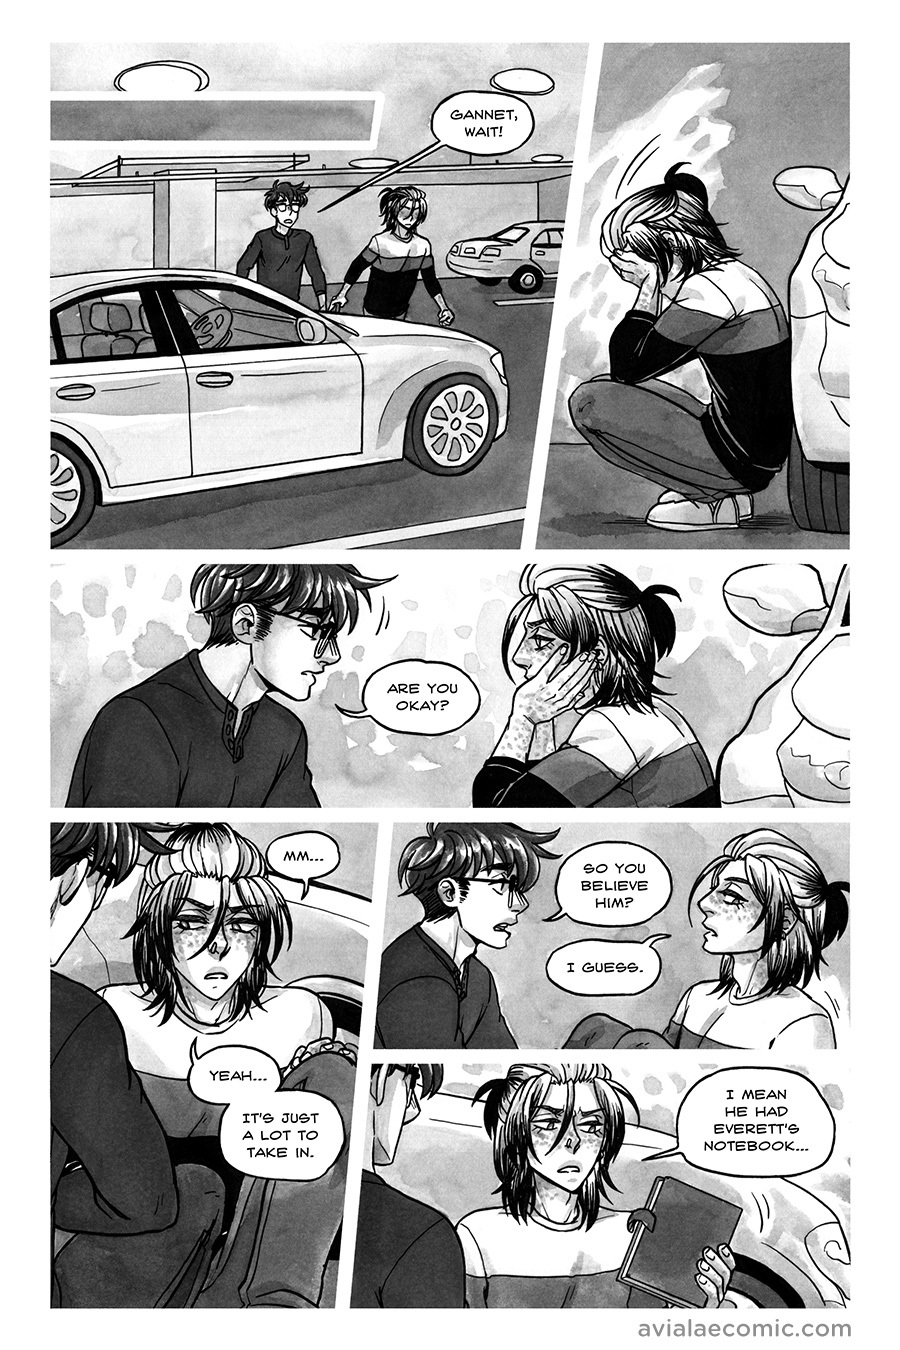 GANNET,
WAIT!
ARE YOU
OKAY?
MM...
YEAH...
IT'S JUST
A LOT TO
TAKE IN.
SO YOU
BELIEVE
HIM?
I GUESS.
I MEAN
HE HAD
EVERETT'S
NOTEBOOK...
avialaecomic.com